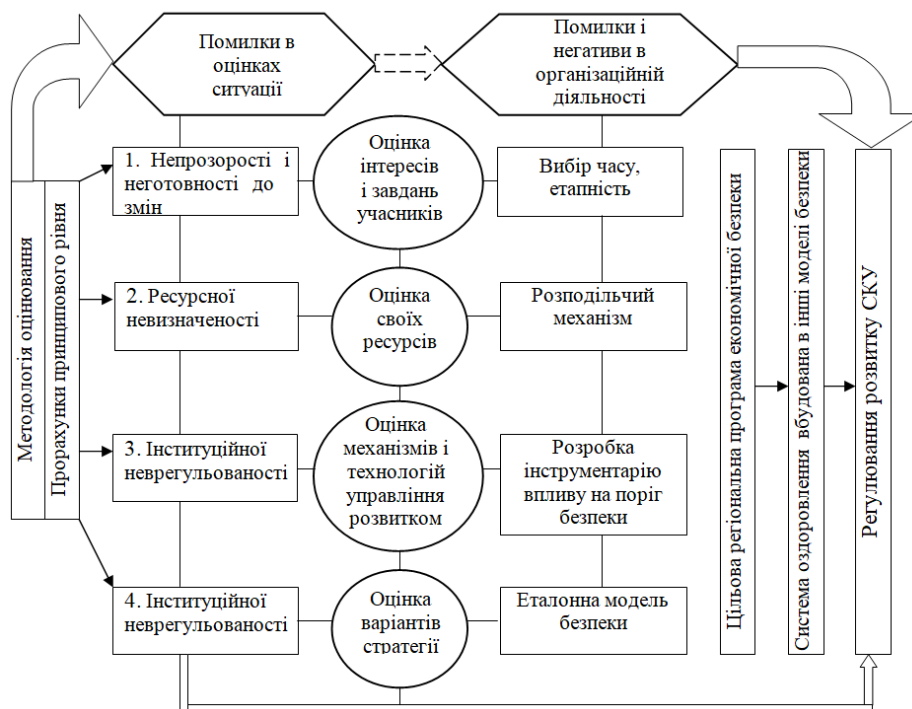 Помилки в
оцінках
ситуації
Помилки і
негативи в
організаційній
діяльності
Методологія оцінювання
Прорахунки принципового рівня
1. Непрозорості і
неготовності до
змін
Оцінка
інтересів
і завдань
учасників
Вибір часу,
етапність
2. Ресурсної
невизначеності
Оцінка
своїх
ресурсів
Розподільчий
механізм
3. Інституційної
неврегульованості
Оцінка
механізмів і
технологій
управління
розвитком
Розробка
інструментарію
впливу на поріг
безпеки
4. Інституційної
неврегульованості
Оцінка
варіантів
стратегії
Еталонна модель
безпеки
Цільова регіональна програма економічної безпеки
Система оздоровлення вбудована в інші моделі безпеки
Регулювання розвитку СКУ